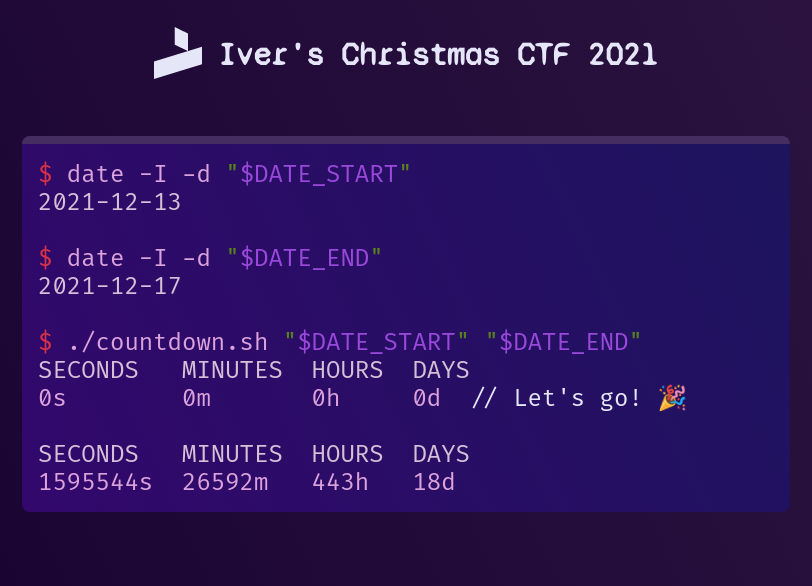 Iver's Christmas CTF 2021
$ date -I -d "$DATE_START"
2021-12-13
$ date -I -d "$DATE_END"
2021-12-17
$ ./countdown.sh "$DATE_START" "$DATE_END"
SECONDS   MINUTES  HOURS  DAYS
0s        0m       0h     0d  // Let's go! 🎉
SECONDS   MINUTES  HOURS  DAYS
1595544s  26592m   443h   18d